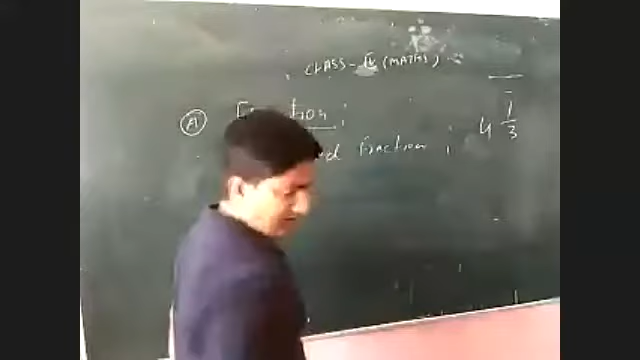 CLASS - IV (MATHS)
(A)
fraction ; 4 1/3